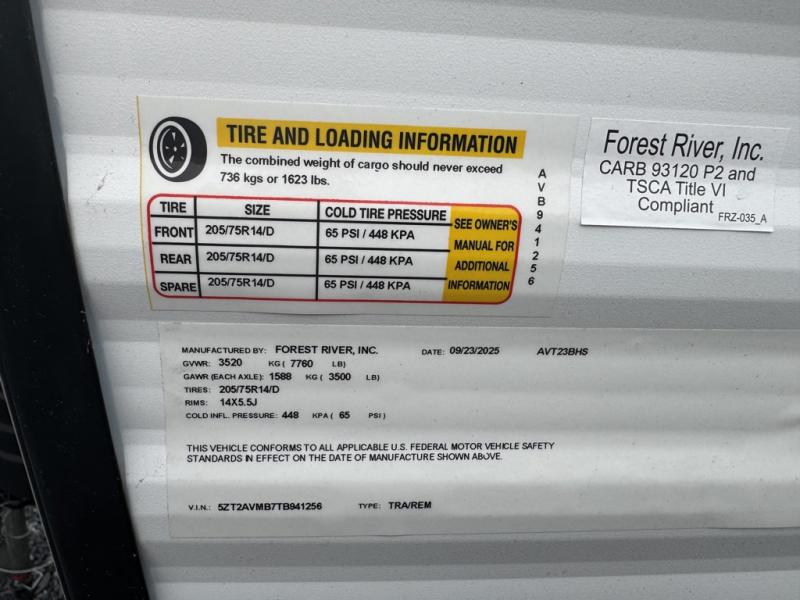 TIRE AND LOADING INFORMATION
The combined weight of cargo should never exceed
736 kgs or 1623 lbs.
TIRE SIZE COLD TIRE PRESSURE SEE OWNER'S MANUAL FOR ADDITIONAL INFORMATION
FRONT 205/75R14/D 65 PSI / 448 KPA
REAR 205/75R14/D 65 PSI / 448 KPA
SPARE 205/75R14/D 65 PSI / 448 KPA
AVB941256
Forest River, Inc.
CARB 93120 P2 and
TSCA Title VI
Compliant
FRZ-035_A
MANUFACTURED BY: FOREST RIVER, INC. DATE: 09/23/2025 AVT23BHS
GVWR: 3520 KG ( 7760 LB)
GAWR (EACH AXLE): 1588 KG ( 3500 LB)
TIRES: 205/75R14/D
RIMS: 14X5.5J
COLD INFL. PRESSURE: 448 KPA ( 65 PSI )
THIS VEHICLE CONFORMS TO ALL APPLICABLE U.S. FEDERAL MOTOR VEHICLE SAFETY
STANDARDS IN EFFECT ON THE DATE OF MANUFACTURE SHOWN ABOVE.
V.I.N.: 5ZT2AVMB7TB941256 TYPE: TRA/REM